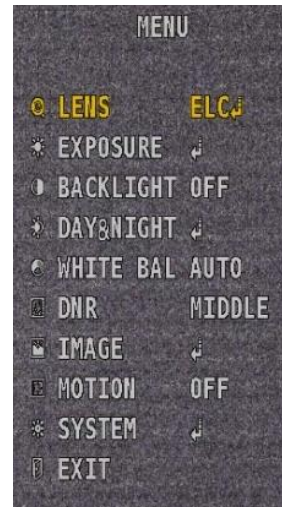 MENU
LENS ELC↲
EXPOSURE ↲
BACKLIGHT OFF
DAY&NIGHT ↲
WHITE BAL AUTO
DNR MIDDLE
IMAGE ↲
MOTION OFF
SYSTEM ↲
EXIT